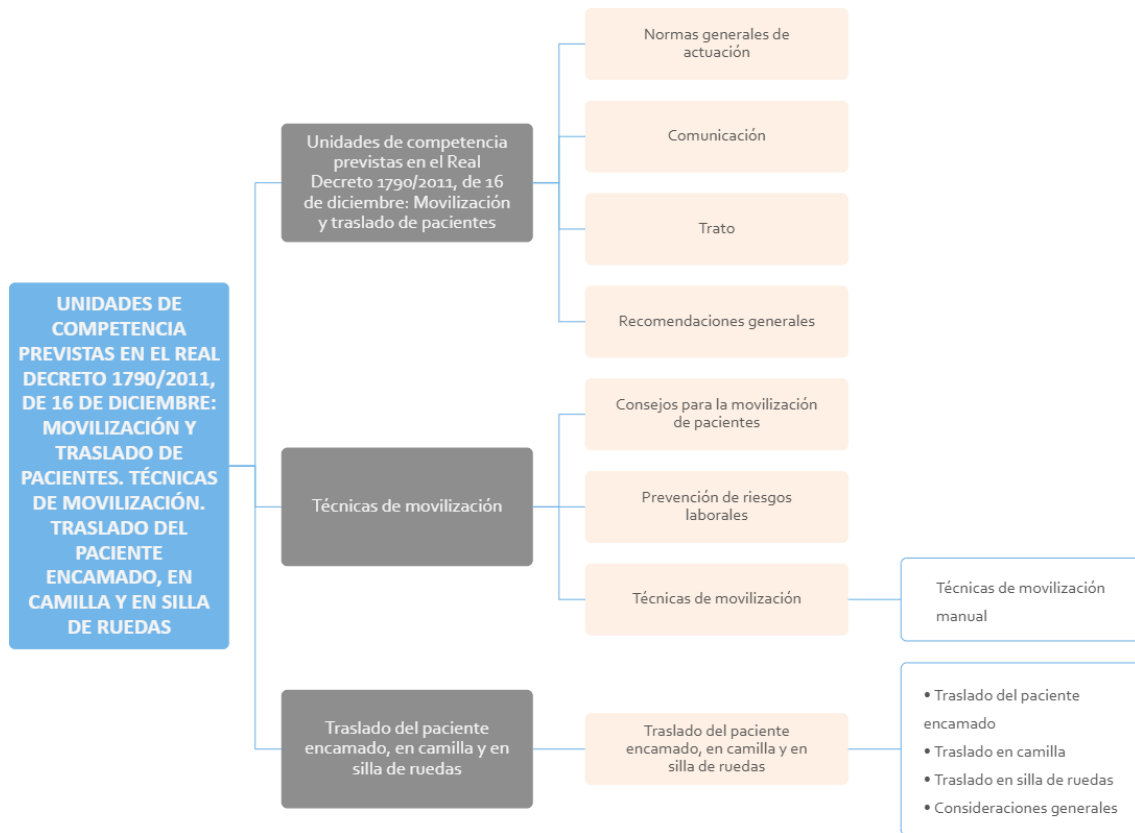 UNIDADES DE
COMPETENCIA
PREVISTAS EN EL REAL
DECRETO 1790/2011,
DE 16 DE DICIEMBRE:
MOVILIZACIÓN Y
TRASLADO DE
PACIENTES. TÉCNICAS
DE MOVILIZACIÓN.
TRASLADO DEL
PACIENTE
ENCAMADO, EN
CAMILLA Y EN SILLA
DE RUEDAS
Unidades de competencia
previstas en el Real
Decreto 1790/2011, de 16
de diciembre: Movilización
y traslado de pacientes
Normas generales de
actuación
Comunicación
Trato
Recomendaciones generales
Técnicas de movilización
Consejos para la movilización
de pacientes
Prevención de riesgos
laborales
Técnicas de movilización
Técnicas de movilización
manual
Traslado del paciente
encamado, en camilla y en
silla de ruedas
Traslado del paciente
encamado, en camilla y en
silla de ruedas
• Traslado del paciente
encamado
• Traslado en camilla
• Traslado en silla de ruedas
• Consideraciones generales